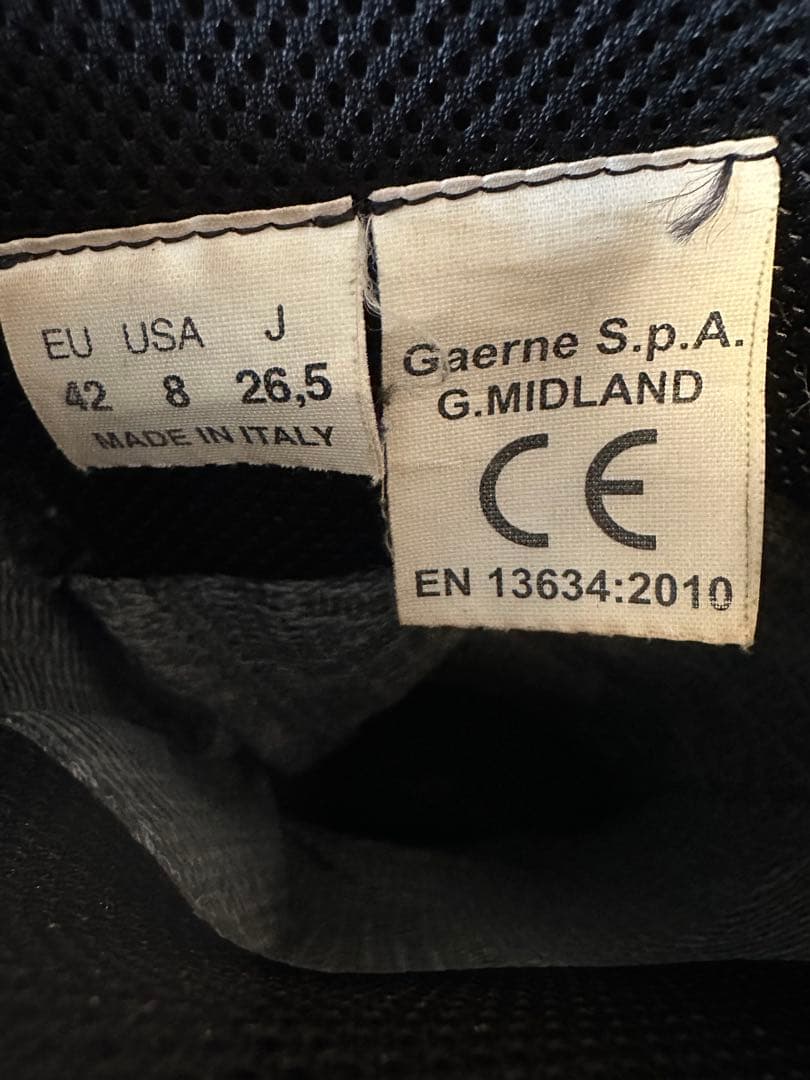 EU USA J
42 8 26,5
MADE IN ITALY
Gaerne S.p.A.
G.MIDLAND
CE
EN 13634:2010